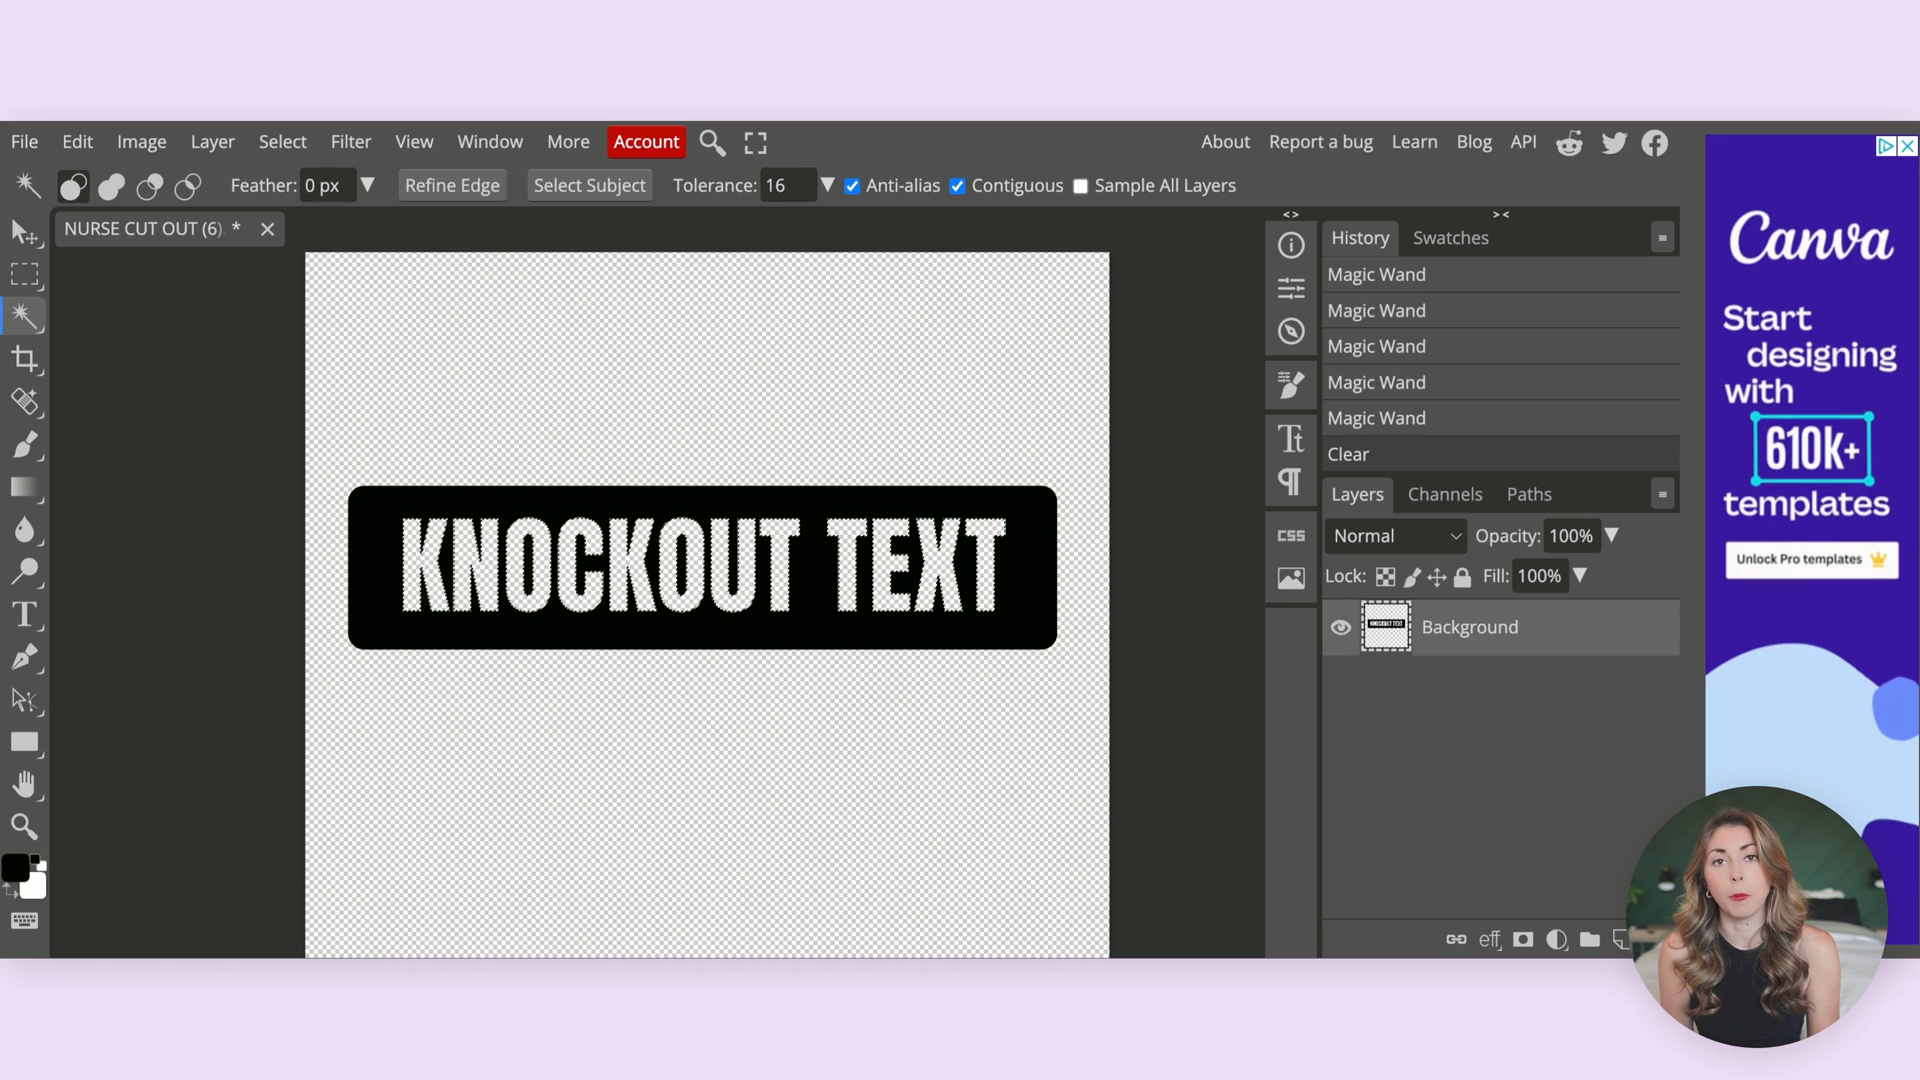 File Edit Image Layer Select Filter View Window More Account About Report a bug Learn Blog API
Feather: 0 px Refine Edge Select Subject Tolerance: 16 Anti-alias Contiguous Sample All Layers
NURSE CUT OUT (6). *
History Swatches
Magic Wand
Magic Wand
Magic Wand
Magic Wand
Magic Wand
Clear
Layers Channels Paths
Normal Opacity: 100%
Lock: Fill: 100%
KNOCKOUT TEXT
Background
CSS
eff
Canva
Start
designing
with
610k+
templates
Unlock Pro templates